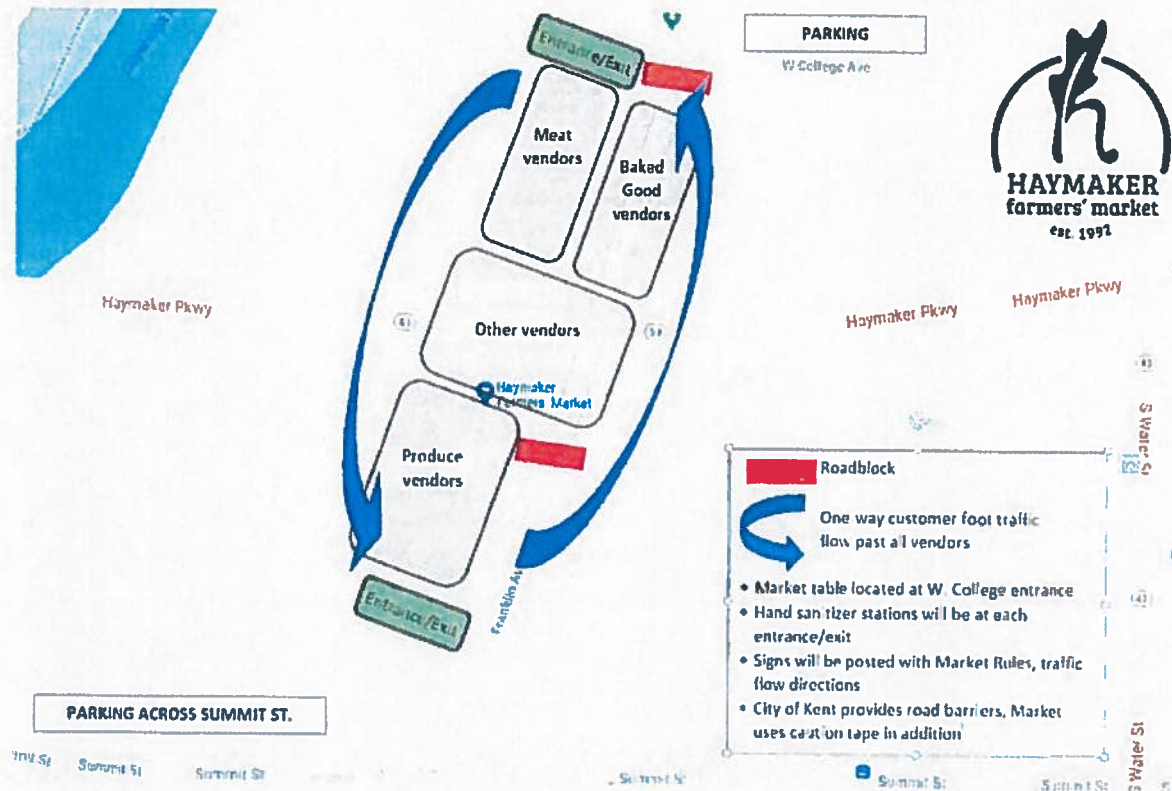 PARKING
W College Ave
Entrance/Exit
Meat
vendors
Baked
Good
vendors
HAYMAKER
farmers' market
est. 1992
Haymaker Pkwy
Haymaker Pkwy
Haymaker Pkwy
Other vendors
Haymaker
Farmers Market
Produce
vendors
S Water St
Roadblock
One way customer foot traffic
flow past all vendors
• Market table located at W. College entrance
• Hand sanitizer stations will be at each
entrance/exit
• Signs will be posted with Market Rules, traffic
flow directions
• City of Kent provides road barriers, Market
uses caution tape in addition
Entrance/Exit
Franklin Av
PARKING ACROSS SUMMIT ST.
Summit St
Summit St
Summit St
Summit St
Summit St
S Water St